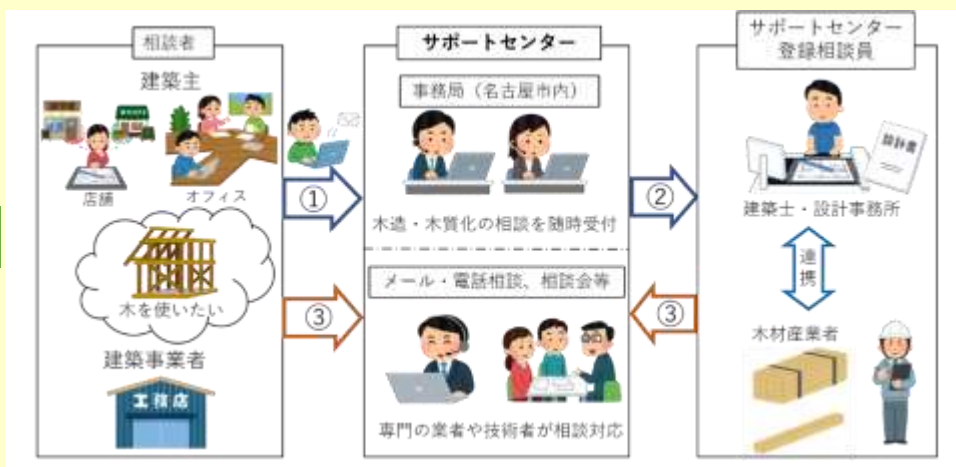 相談者
建築主
店舗
オフィス
木を使いたい
建築事業者
工務店
①
③
サポートセンター
事務局（名古屋市内）
木造・木質化の相談を随時受付
メール・電話相談、相談会等
専門の業者や技術者が相談対応
②
③
サポートセンター
登録相談員
設計書
建築士・設計事務所
連携
木材産業者